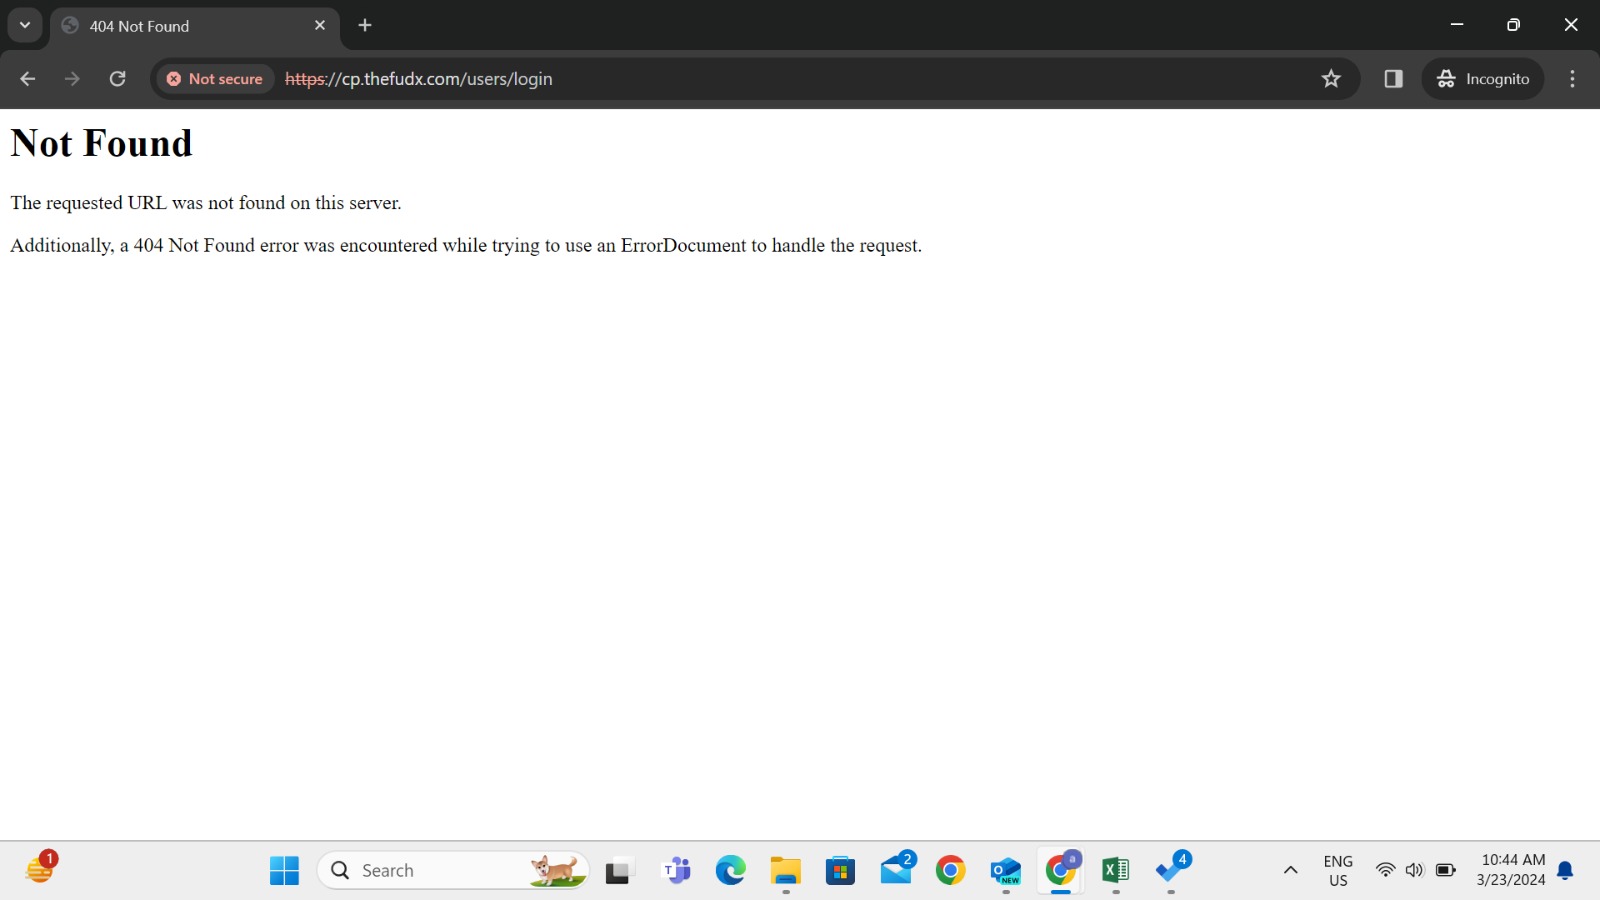 404 Not Found
Not secure
https://cp.thefudx.com/users/login
Incognito
Not Found
The requested URL was not found on this server.
Additionally, a 404 Not Found error was encountered while trying to use an ErrorDocument to handle the request.
1
Search
T
2
O
NEW
a
X
4
ENG
US
10:44 AM
3/23/2024